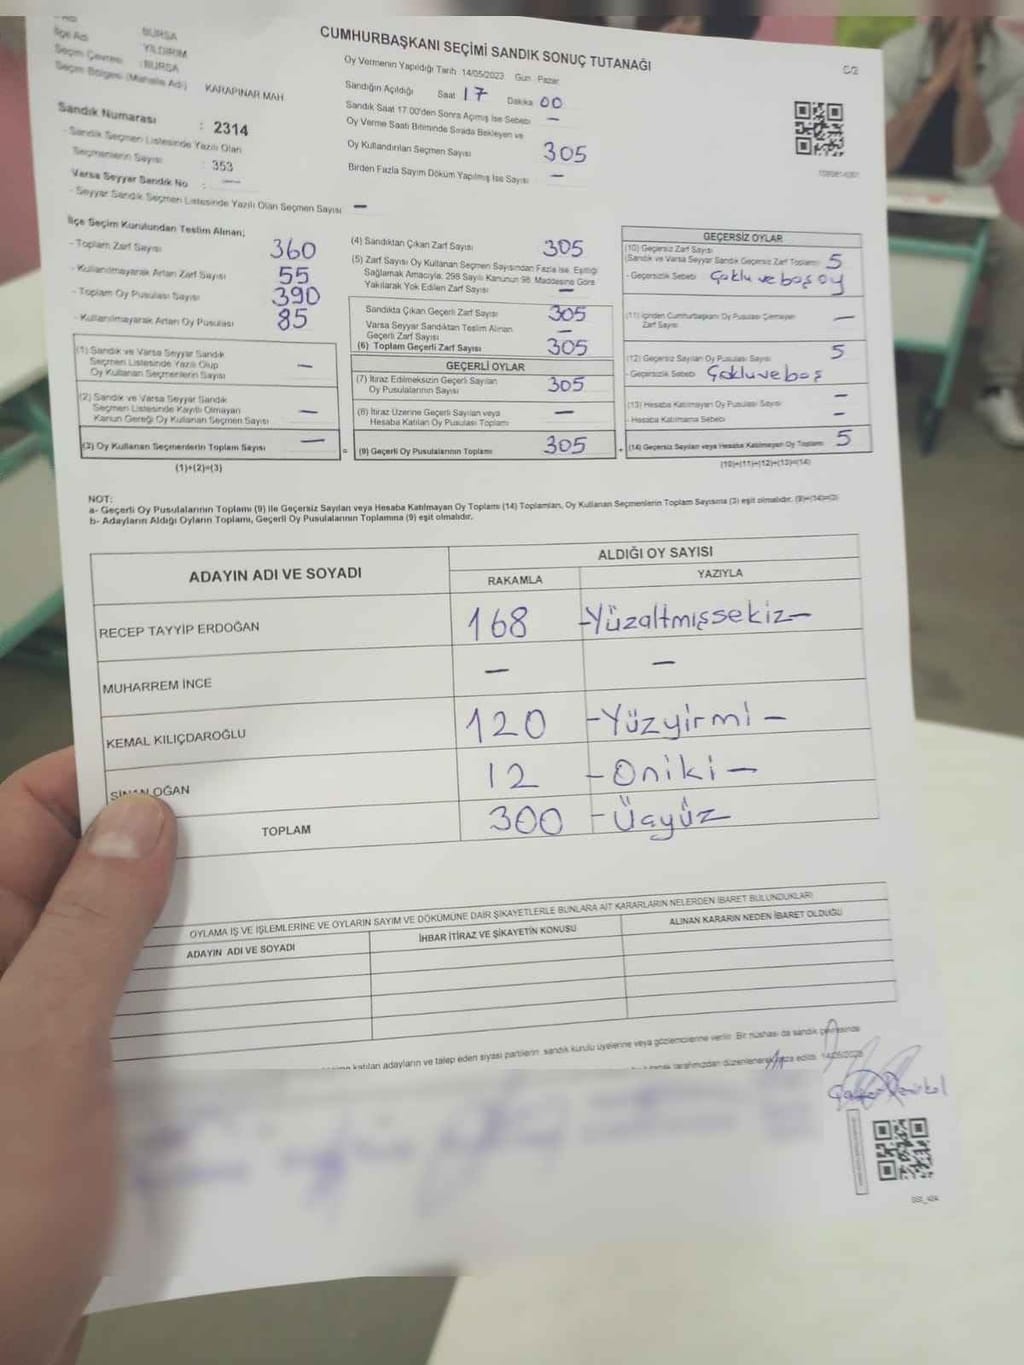 CUMHURBAŞKANI SEÇİMİ SANDIK SONUÇ TUTANAĞI
C/2
BURSA
İlçe Adı YILDIRIM
Seçim Çevresi : BURSA
Seçim Bölgesi (Mahalle Adı) KARAPINAR MAH
Sandık Numarası : 2314
- Sandık Seçmen Listesinde Yazılı Olan
Seçmenlerin Sayısı : 353
Varsa Seyyar Sandık No : —
- Seyyar Sandık Seçmen Listesinde Yazılı Olan Seçmen Sayısı —
Oy Vermenin Yapıldığı Tarih 14/05/2023 Gün Pazar
Sandığın Açıldığı Saat 17 Dakika 00
Sandık Saat 17.00'den Sonra Açmış İse Sebebi —
Oy Verme Saati Bitiminde Sırada Bekleyen ve
Oy Kullandırılan Seçmen Sayısı 305
Birden Fazla Sayım Döküm Yapılmış İse Sayısı —
İlçe Seçim Kurulundan Teslim Alınan;
- Toplam Zarf Sayısı 360
- Kullanılmayarak Artan Zarf Sayısı 55
- Toplam Oy Pusulası Sayısı 390
- Kullanılmayarak Artan Oy Pusulası 85
(1) Sandık ve Varsa Seyyar Sandık
Seçmen Listesinde Yazılı Olup
Oy Kullanan Seçmenlerin Sayısı —
(2) Sandık ve Varsa Seyyar Sandık
Seçmen Listesinde Kayıtlı Olmayan
Kanun Gereği Oy Kullanan Seçmen Sayısı —
(3) Oy Kullanan Seçmenlerin Toplam Sayısı —
(1)+(2)=(3)
(4) Sandıktan Çıkan Zarf Sayısı 305
(5) Zarf Sayısı Oy Kullanan Seçmen Sayısından Fazla İse, Eşitliği
Sağlamak Amacıyla, 298 Sayılı Kanunun 98. Maddesine Göre
Yakılarak Yok Edilen Zarf Sayısı —
Sandıkta Çıkan Geçerli Zarf Sayısı 305
Varsa Seyyar Sandıktan Teslim Alınan
Geçerli Zarf Sayısı —
(6) Toplam Geçerli Zarf Sayısı 305
GEÇERLİ OYLAR
(7) İtiraz Edilmeksizin Geçerli Sayılan
Oy Pusulalarının Sayısı 305
(8) İtiraz Üzerine Geçerli Sayılan veya
Hesaba Katılan Oy Pusulası Toplamı —
= (9) Geçerli Oy Pusulalarının Toplamı 305 +
GEÇERSİZ OYLAR
(10) Geçersiz Zarf Sayısı
(Sandık ve Varsa Seyyar Sandık Geçersiz Zarf Toplamı) 5
- Geçersizlik Sebebi Çoklu ve boş oy
(11) İçinden Cumhurbaşkanı Oy Pusulası Çıkmayan
Zarf Sayısı —
(12) Geçersiz Sayılan Oy Pusulası Sayısı 5
- Geçersizlik Sebebi Çoklu ve boş
(13) Hesaba Katılmayan Oy Pusulası Sayısı —
- Hesaba Katılmama Sebebi —
(14) Geçersiz Sayılan veya Hesaba Katılmayan Oy Toplamı 5
(10)+(11)+(12)+(13)=(14)
NOT:
a- Geçerli Oy Pusulalarının Toplamı (9) ile Geçersiz Sayılan veya Hesaba Katılmayan Oy Toplamı (14) Toplamları, Oy Kullanan Seçmenlerin Toplam Sayısına (3) eşit olmalıdır. (9)+(14)=(3)
b- Adayların Aldığı Oyların Toplamı, Geçerli Oy Pusulalarının Toplamına (9) eşit olmalıdır.
ADAYIN ADI VE SOYADI ALDIĞI OY SAYISI
RAKAMLA YAZIYLA
RECEP TAYYİP ERDOĞAN 168 -Yüzaltmışsekiz-
MUHARREM İNCE — —
KEMAL KILIÇDAROĞLU 120 -Yüzyirmi-
SİNAN OĞAN 12 -Oniki-
TOPLAM 300 -Üçyüz
OYLAMA İŞ VE İŞLEMLERİNE VE OYLARIN SAYIM VE DÖKÜMÜNE DAİR ŞİKAYETLERLE BUNLARA AİT KARARLARIN NELERDEN İBARET BULUNDUKLARI
ADAYIN ADI VE SOYADI İHBAR İTİRAZ VE ŞİKAYETİN KONUSU ALINAN KARARIN NEDEN İBARET OLDUĞU
katılan adayların ve talep eden siyasi partilerin sandık kurulu üyelerine veya gözlemcilerine verilir. Bir nüshası da sandık çevresinde
tarafımızdan düzenlenerek imza edildi. 14/05/2023